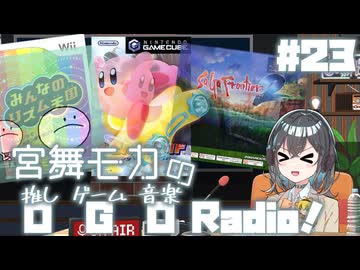 #23
Wii
みんなの
リズム天国
NINTENDO
GAMECUBE
SaGa Frontier 2
宮舞モカの
推し ゲーム 音楽
O G O Radio!
ON AIR